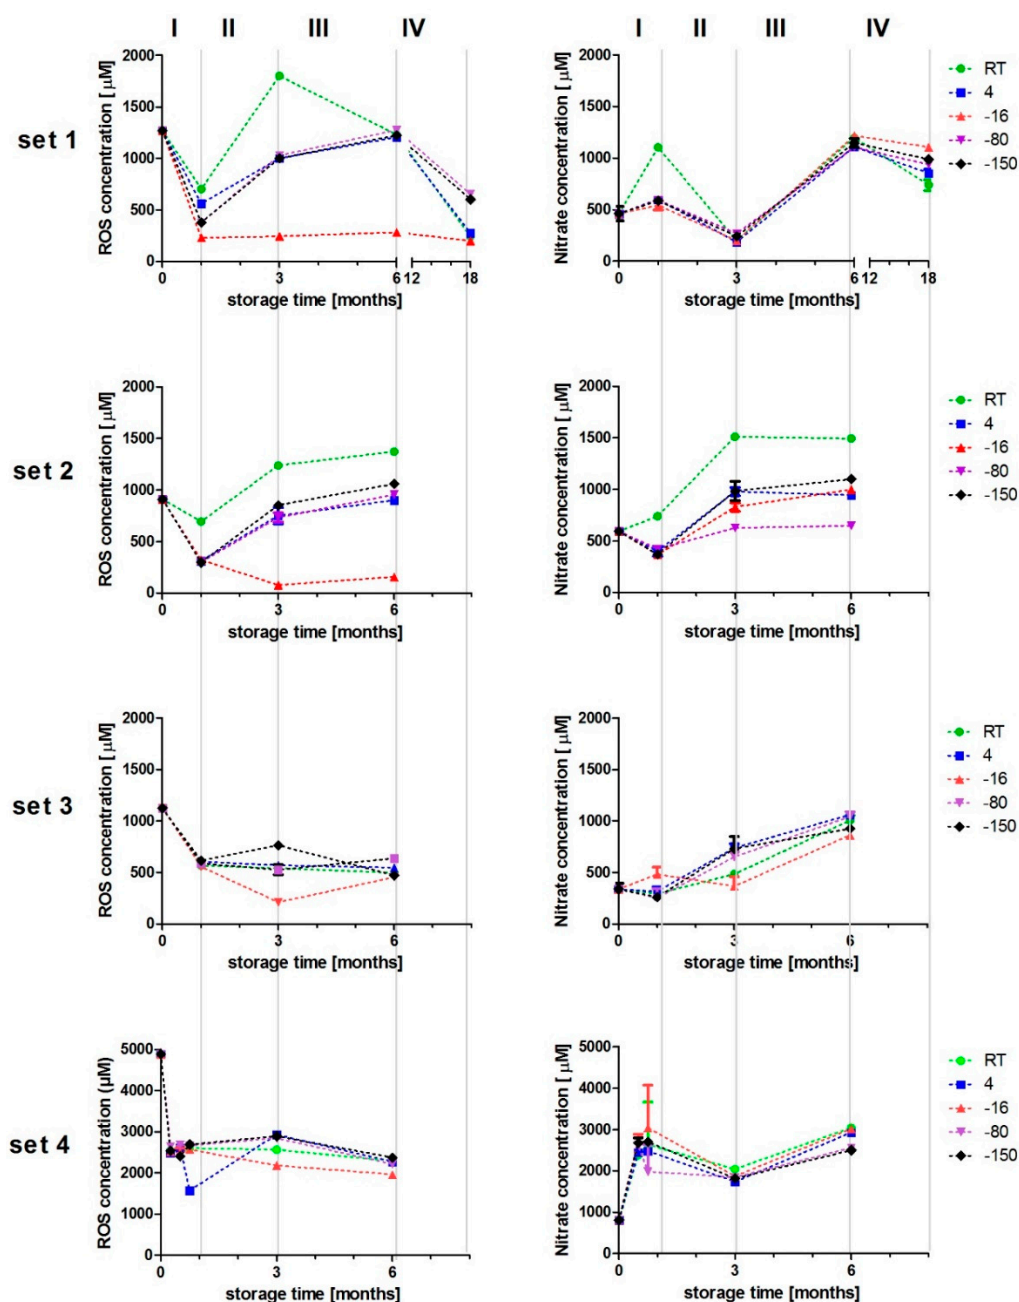 I II III IV I II III IV
set 1
ROS concentration [ μM]
2000
1500
1000
500
0
0 3 6 12 18
storage time [months]
Nitrate concentration [ μM]
2000
1500
1000
500
0
0 3 6 12 18
storage time [months]
RT
4
-16
-80
-150
set 2
ROS concentration [ μM]
2000
1500
1000
500
0
0 3 6
storage time [months]
Nitrate concentration [ μM]
2000
1500
1000
500
0
0 3 6
storage time [months]
RT
4
-16
-80
-150
set 3
ROS concentration [ μM]
2000
1500
1000
500
0
0 3 6
storage time [months]
Nitrate concentration [ μM]
2000
1500
1000
500
0
0 3 6
storage time [months]
RT
4
-16
-80
-150
set 4
ROS concentration (μM)
5000
4000
3000
2000
1000
0
0 3 6
storage time [months]
Nitrate concentration [ μM]
5000
4000
3000
2000
1000
0
0 3 6
storage time [months]
RT
4
-16
-80
-150